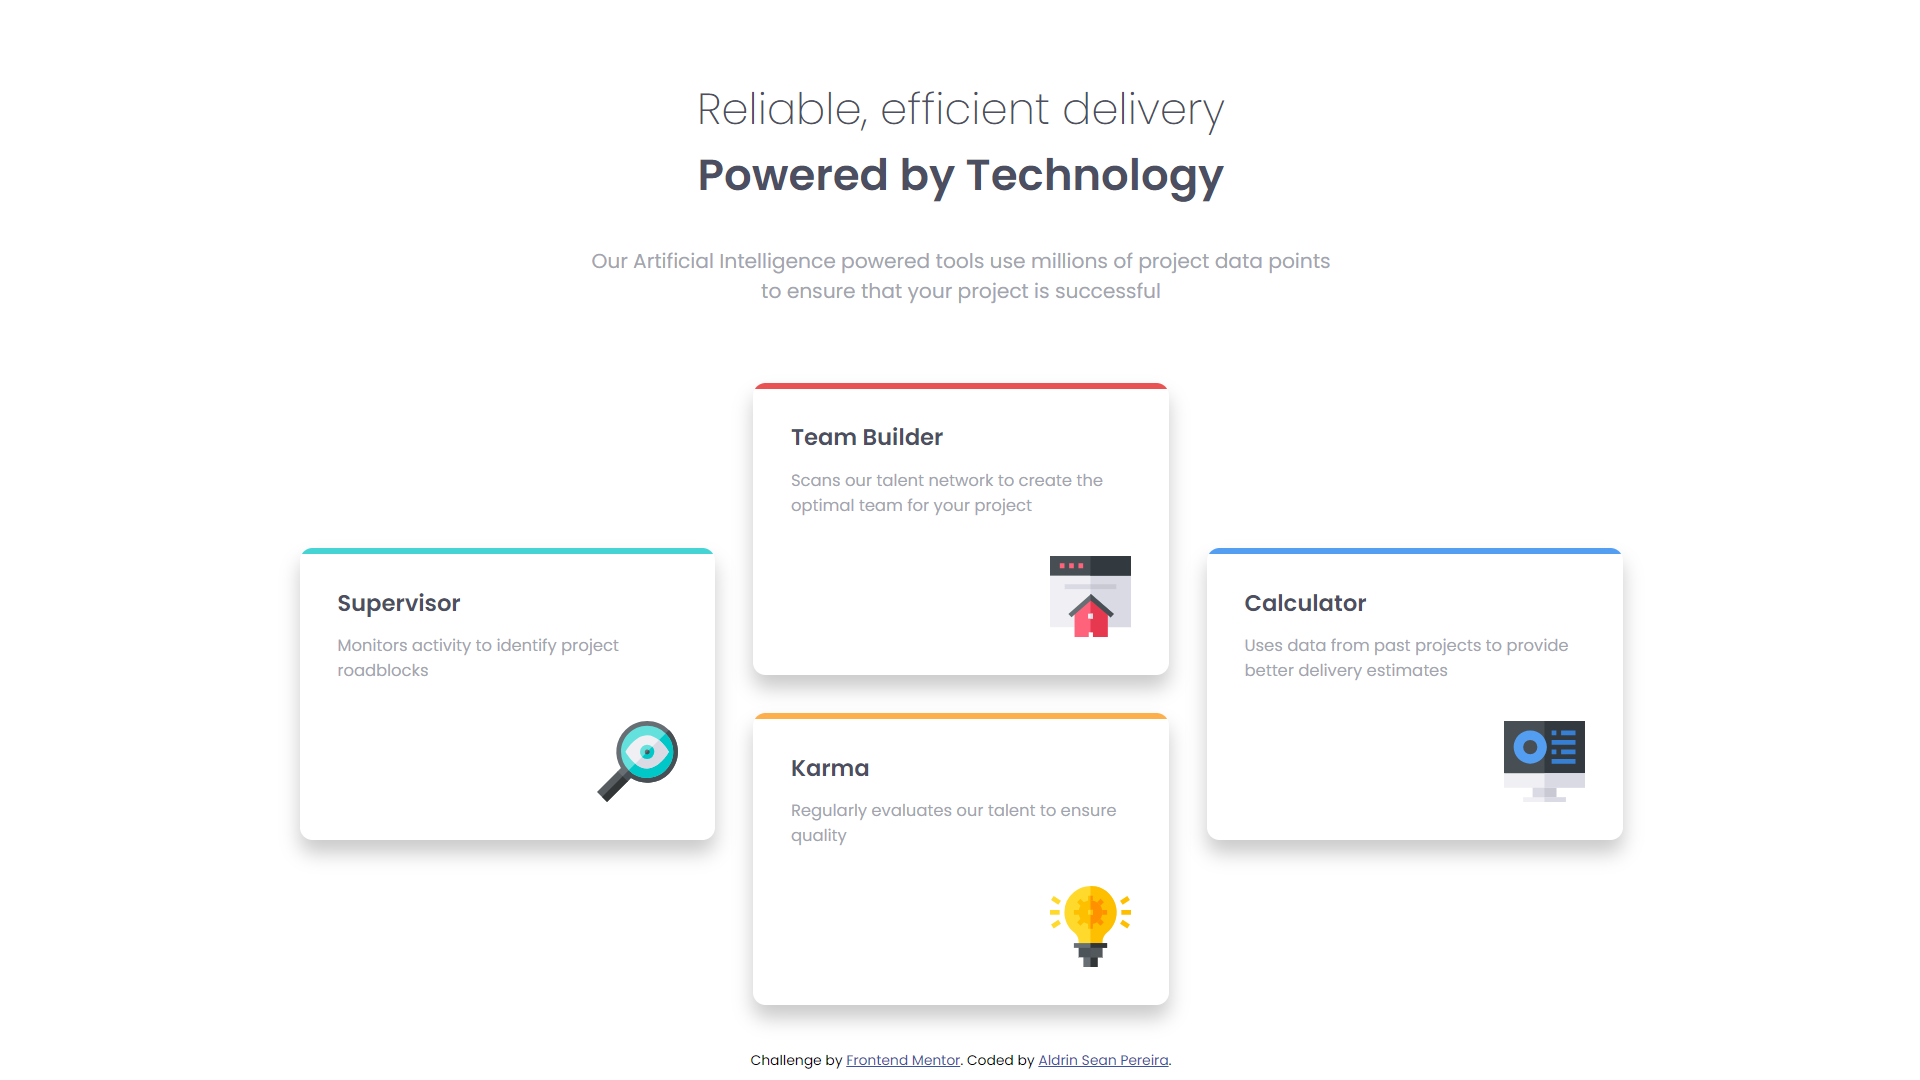 Reliable, efficient delivery
Powered by Technology
Our Artificial Intelligence powered tools use millions of project data points
to ensure that your project is successful
Supervisor
Monitors activity to identify project
roadblocks
Team Builder
Scans our talent network to create the
optimal team for your project
Karma
Regularly evaluates our talent to ensure
quality
Calculator
Uses data from past projects to provide
better delivery estimates
Challenge by Frontend Mentor. Coded by Aldrin Sean Pereira.